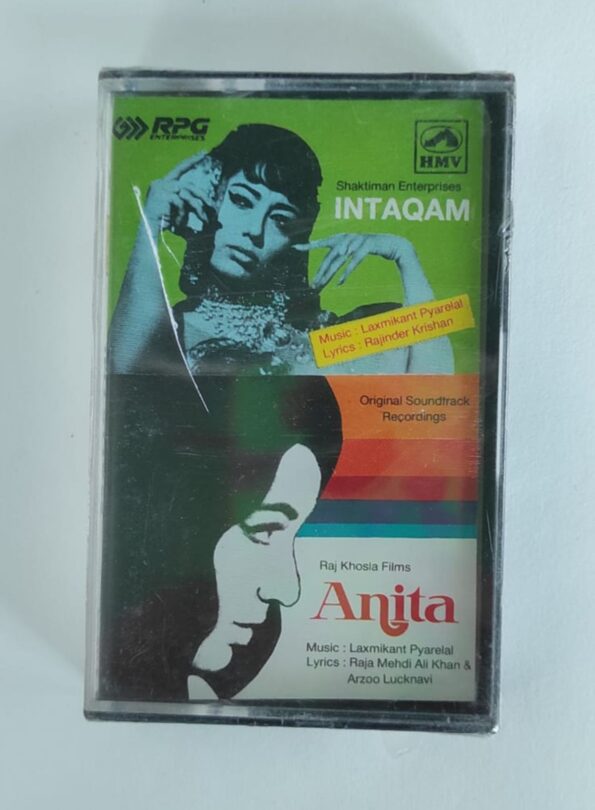 RPG
ENTERPRISES
HMV
Shaktiman Enterprises
INTAQAM
Music : Laxmikant Pyarelal
Lyrics : Rajinder Krishan
Original Soundtrack
Recordings
Raj Khosla Films
Anita
Music : Laxmikant Pyarelal
Lyrics : Raja Mehdi Ali Khan &
Arzoo Lucknavi